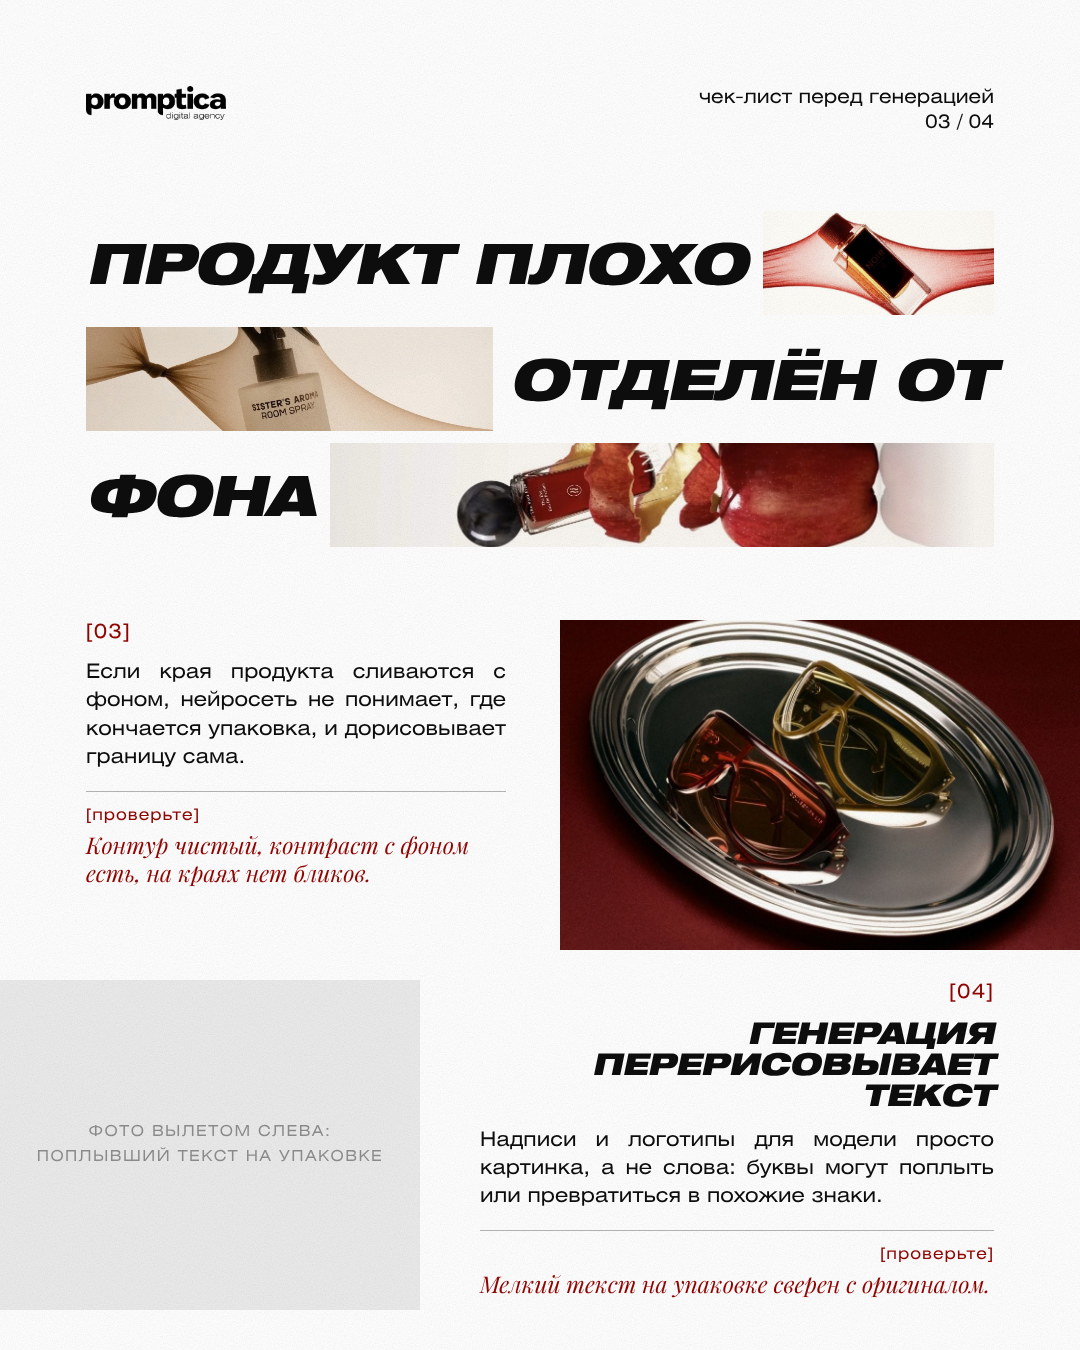 promptica
digital agency
чек-лист перед генерацией
03 / 04
ПРОДУКТ ПЛОХО
SISTER'S AROMA
ROOM SPRAY
ОТДЕЛЁН ОТ
ФОНА
[03]
Если края продукта сливаются с
фоном, нейросеть не понимает, где
кончается упаковка, и дорисовывает
границу сама.
[проверьте]
Контур чистый, контраст с фоном
есть, на краях нет бликов.
ФОТО ВЫЛЕТОМ СЛЕВА:
ПОПЛЫВШИЙ ТЕКСТ НА УПАКОВКЕ
[04]
ГЕНЕРАЦИЯ
ПЕРЕРИСОВЫВАЕТ
ТЕКСТ
Надписи и логотипы для модели просто
картинка, а не слова: буквы могут поплыть
или превратиться в похожие знаки.
[проверьте]
Мелкий текст на упаковке сверен с оригиналом.